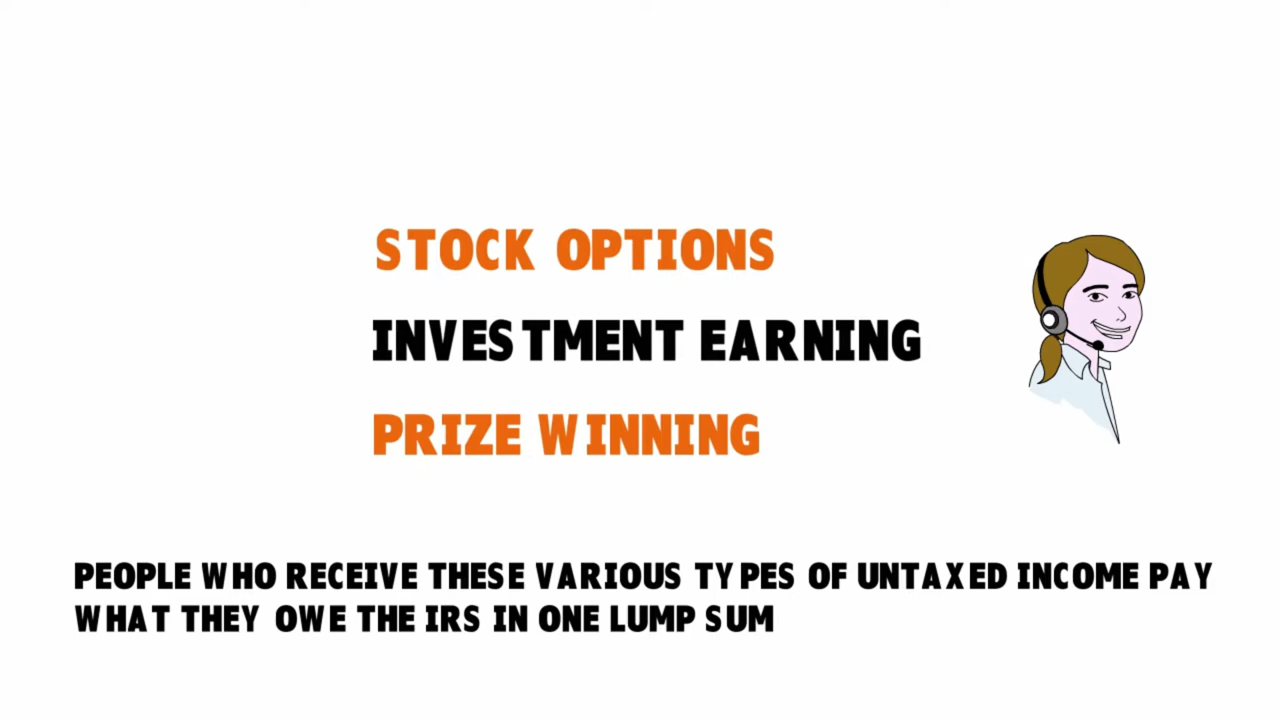 STOCK OPTIONS
INVESTMENT EARNING
PRIZE WINNING
PEOPLE WHO RECEIVE THESE VARIOUS TYPES OF UNTAXED INCOME PAY
WHAT THEY OWE THE IRS IN ONE LUMP SUM